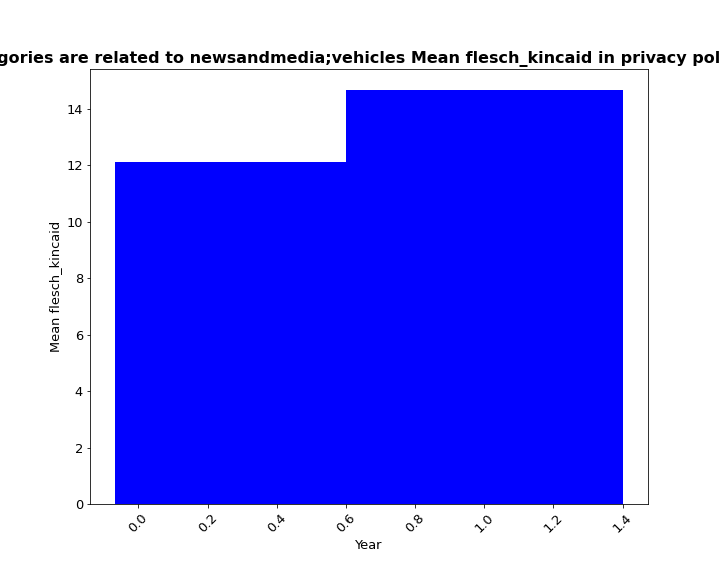 gories are related to newsandmedia;vehicles Mean flesch_kincaid in privacy pol
Mean flesch_kincaid
14
12
10
8
6
4
2
0
0.0 0.2 0.4 0.6 0.8 1.0 1.2 1.4
Year